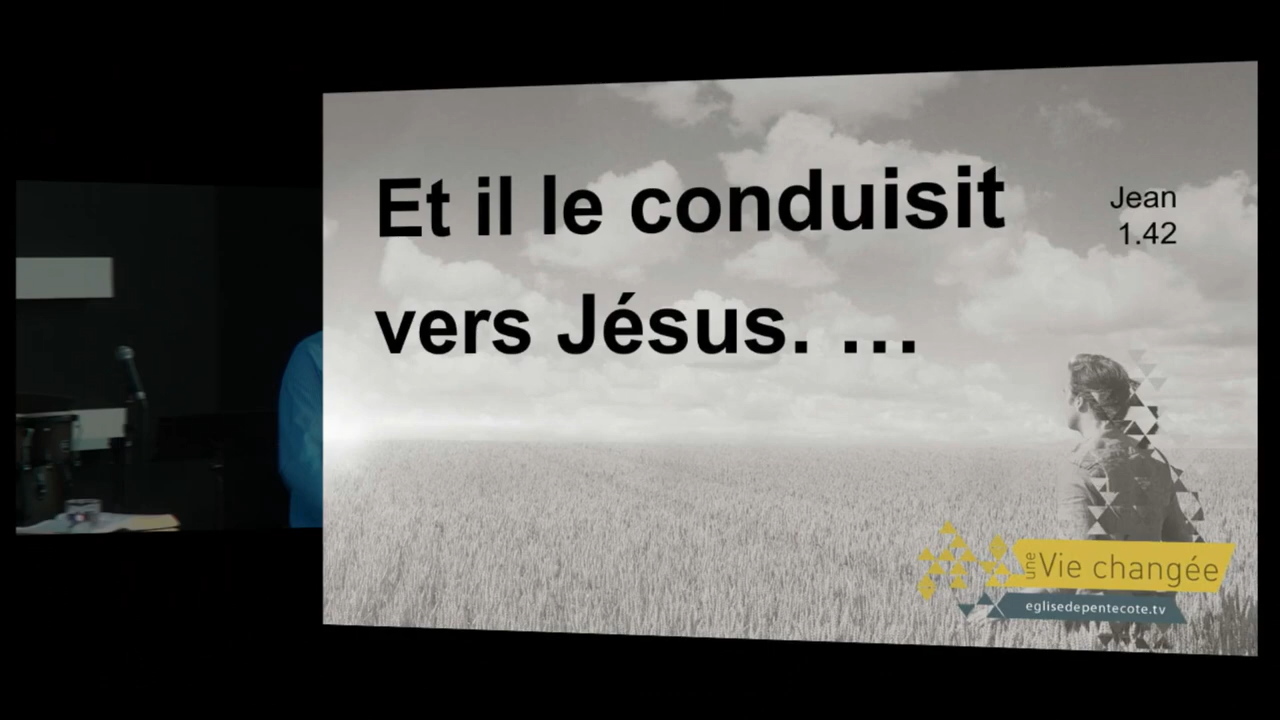 Et il le conduisit
vers Jésus. ...
Jean
1.42
une Vie changée
eglisedepentecote.tv